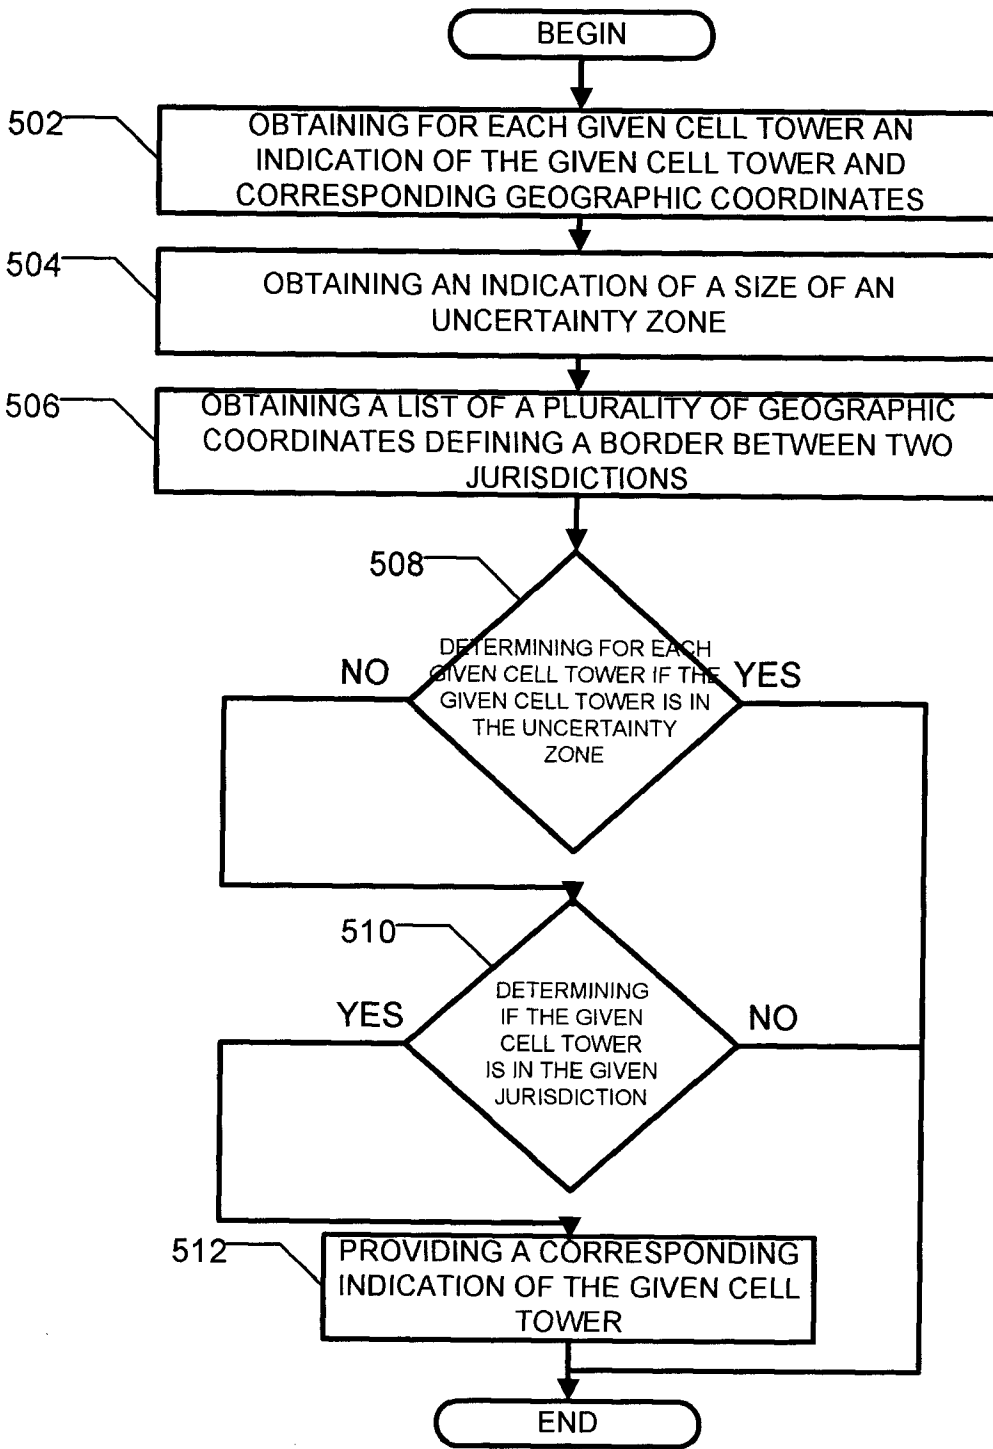 BEGIN
502
OBTAINING FOR EACH GIVEN CELL TOWER AN
INDICATION OF THE GIVEN CELL TOWER AND
CORRESPONDING GEOGRAPHIC COORDINATES
504
OBTAINING AN INDICATION OF A SIZE OF AN
UNCERTAINTY ZONE
506
OBTAINING A LIST OF A PLURALITY OF GEOGRAPHIC
COORDINATES DEFINING A BORDER BETWEEN TWO
JURISDICTIONS
508
DETERMINING FOR EACH
GIVEN CELL TOWER IF THE
GIVEN CELL TOWER IS IN
THE UNCERTAINTY
ZONE
NO
YES
510
DETERMINING
IF THE GIVEN
CELL TOWER
IS IN THE GIVEN
JURISDICTION
YES
NO
512
PROVIDING A CORRESPONDING
INDICATION OF THE GIVEN CELL
TOWER
END